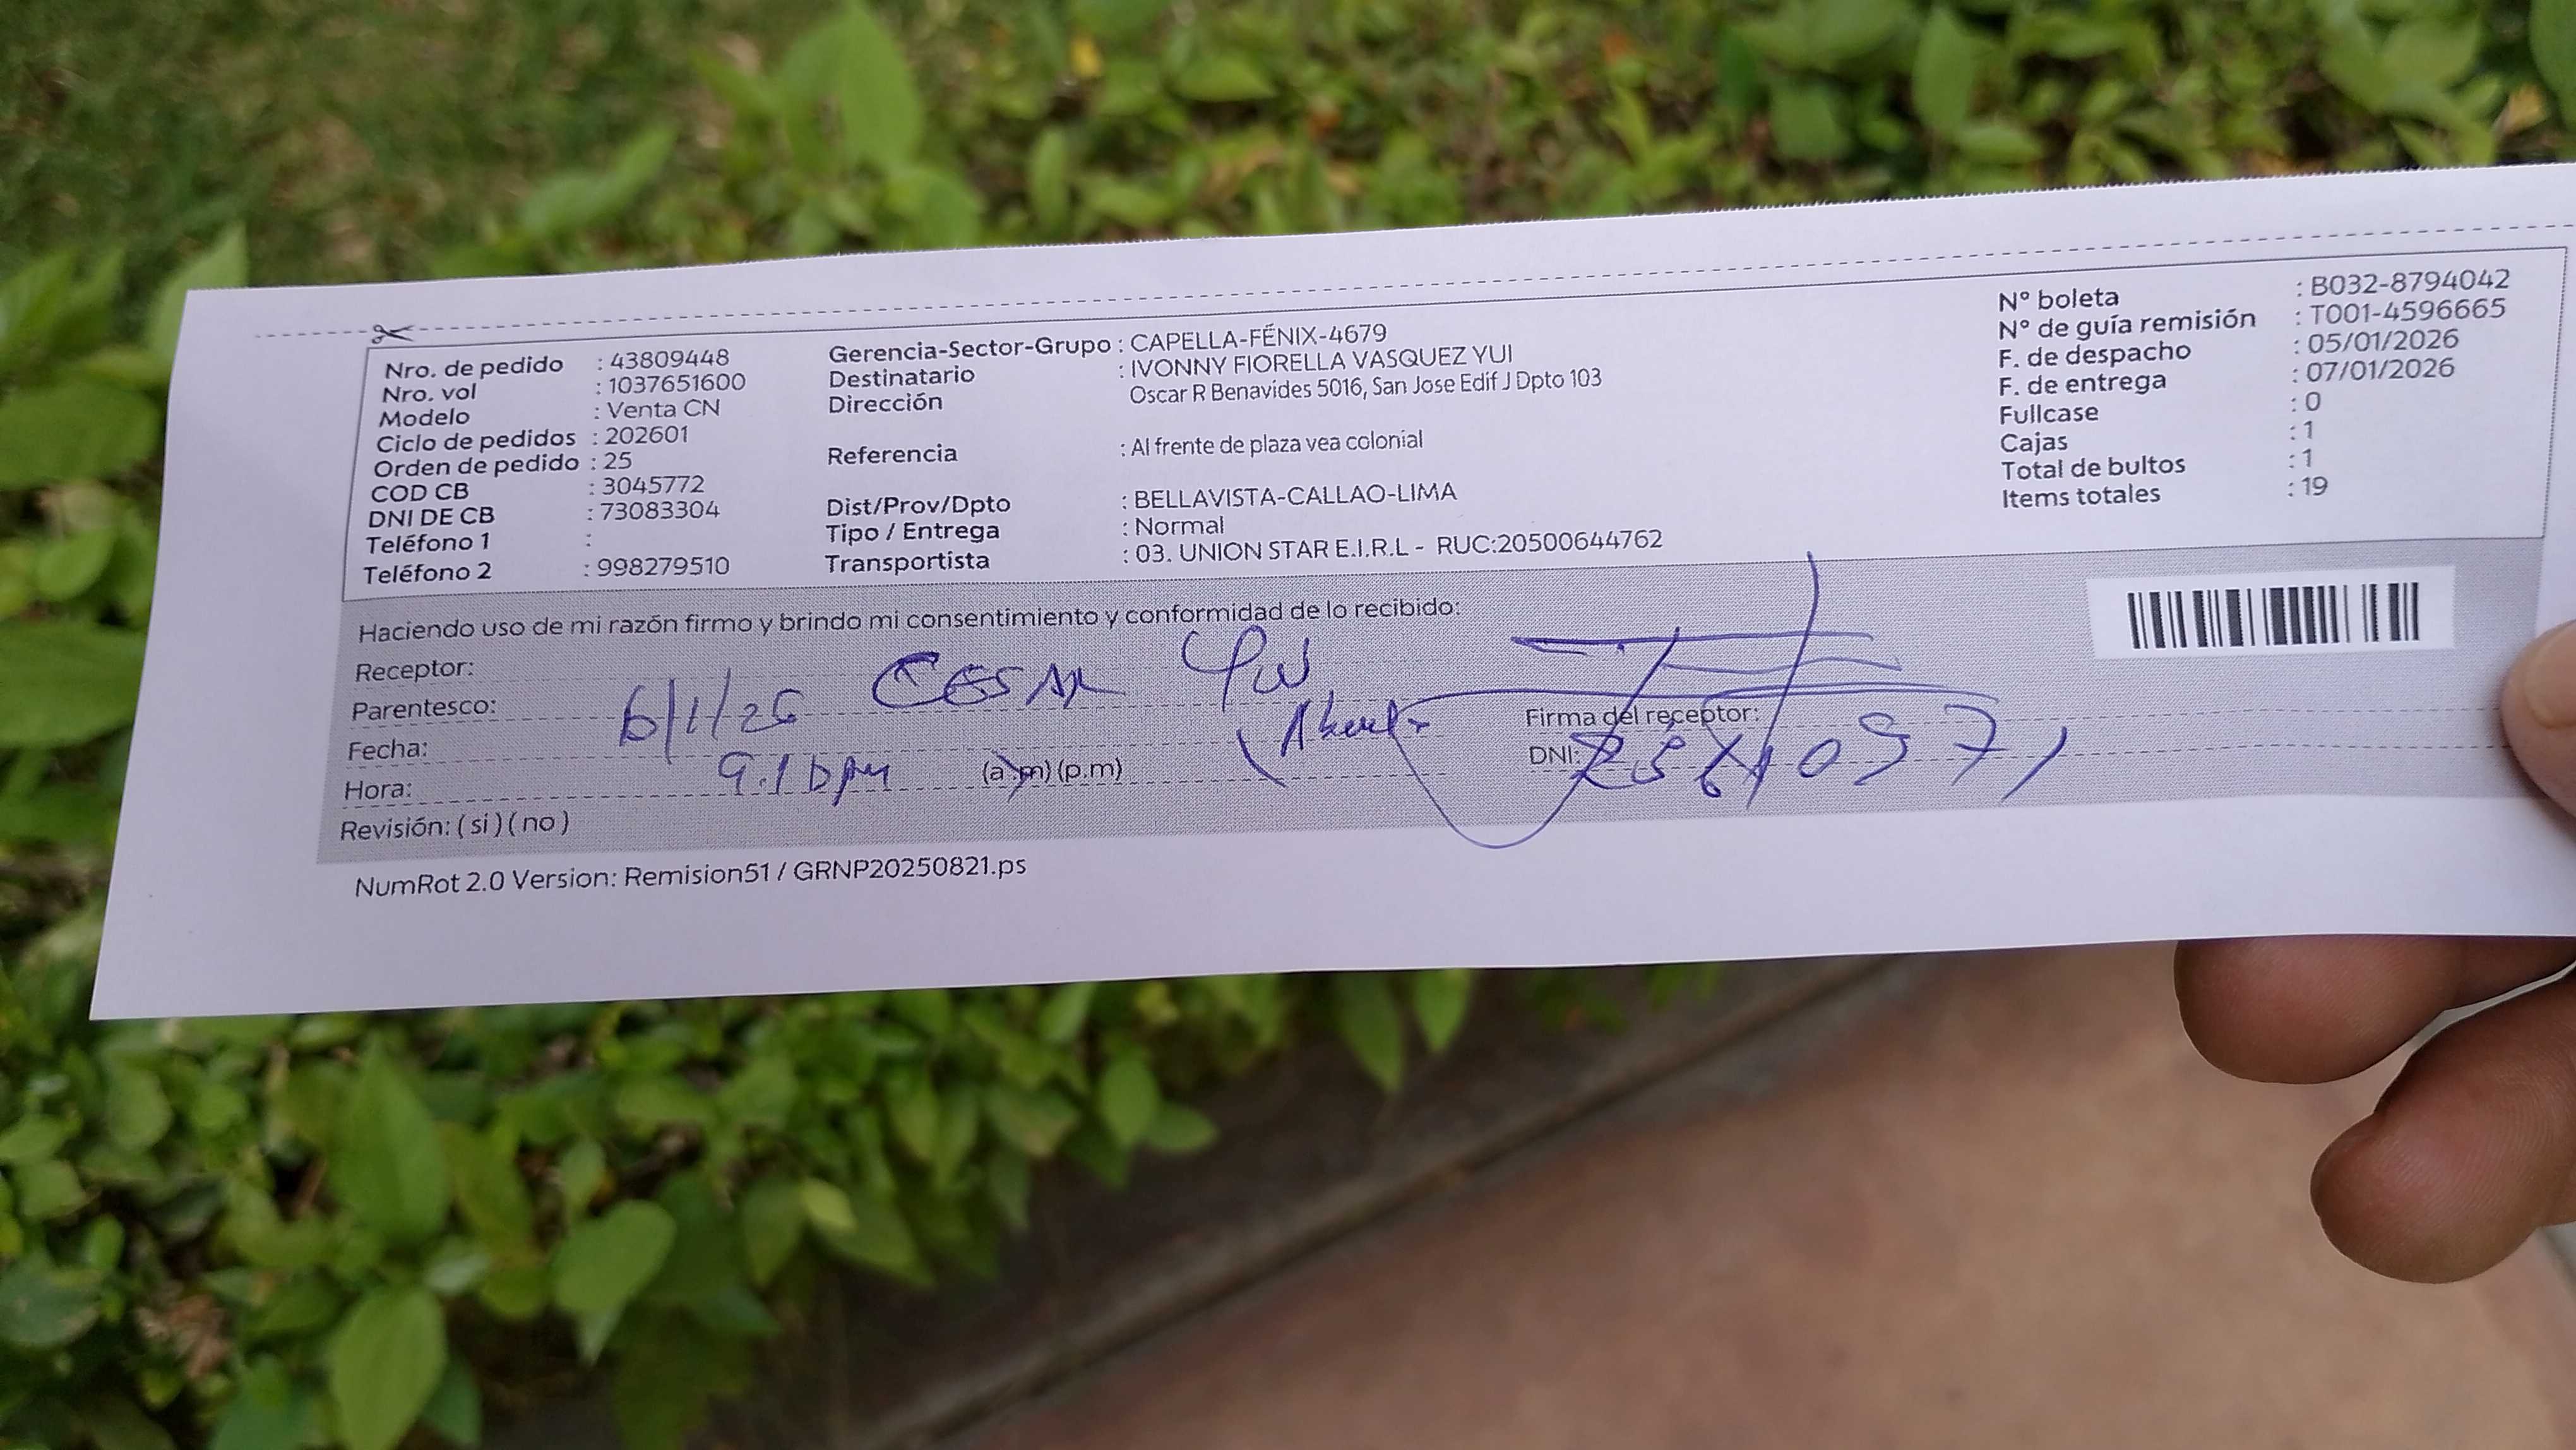 Nro. de pedido : 43809448
Nro. vol : 1037651600
Modelo : Venta CN
Ciclo de pedidos : 202601
Orden de pedido : 25
COD CB : 3045772
DNI DE CB : 73083304
Teléfono 1 :
Teléfono 2 : 998279510
Gerencia-Sector-Grupo : CAPELLA-FÉNIX-4679
Destinatario : IVONNY FIORELLA VASQUEZ YUI
Dirección Oscar R Benavides 5016, San Jose Edif J Dpto 103
Referencia : Al frente de plaza vea colonial
Dist/Prov/Dpto : BELLAVISTA-CALLAO-LIMA
Tipo / Entrega : Normal
Transportista : 03. UNION STAR E.I.R.L - RUC:20500644762
N° boleta : B032-8794042
N° de guía remisión : T001-4596665
F. de despacho : 05/01/2026
F. de entrega : 07/01/2026
Fullcase : 0
Cajas : 1
Total de bultos : 1
Items totales : 19
Haciendo uso de mi razón firmo y brindo mi consentimiento y conformidad de lo recibido:
Receptor: CESAR
Parentesco:
Fecha: 6/1/26
Hora: (a.m) (p.m)
Revisión: ( si ) ( no )
Firma del receptor:
DNI:
NumRot 2.0 Version: Remision51 / GRNP20250821.ps